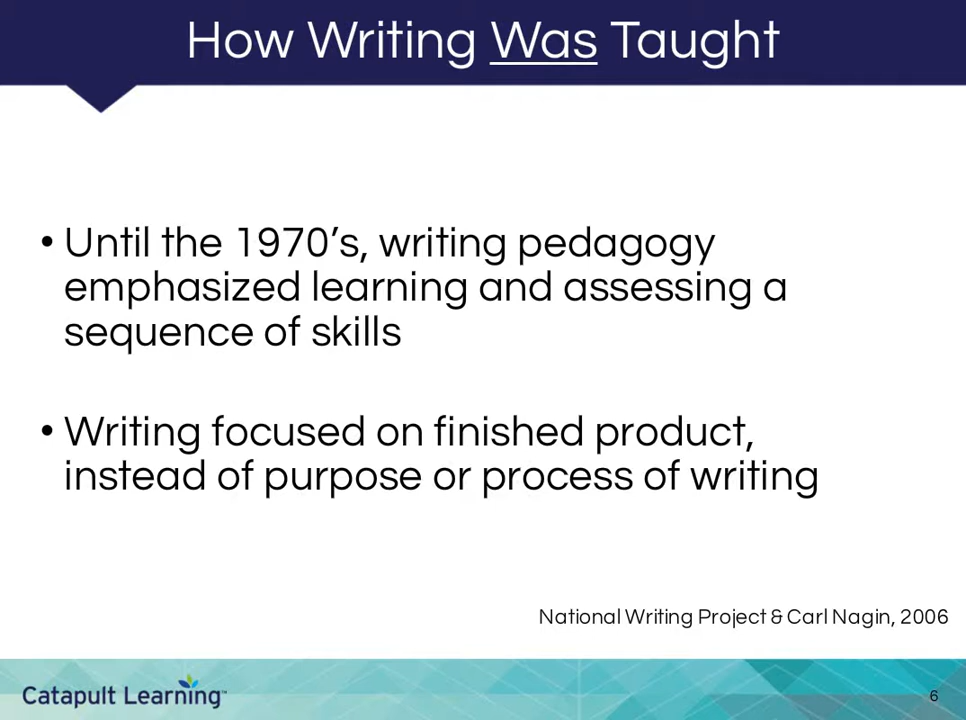 How Writing Was Taught
• Until the 1970’s, writing pedagogy
emphasized learning and assessing a
sequence of skills
• Writing focused on finished product,
instead of purpose or process of writing
National Writing Project & Carl Nagin, 2006
Catapult Learning™
6